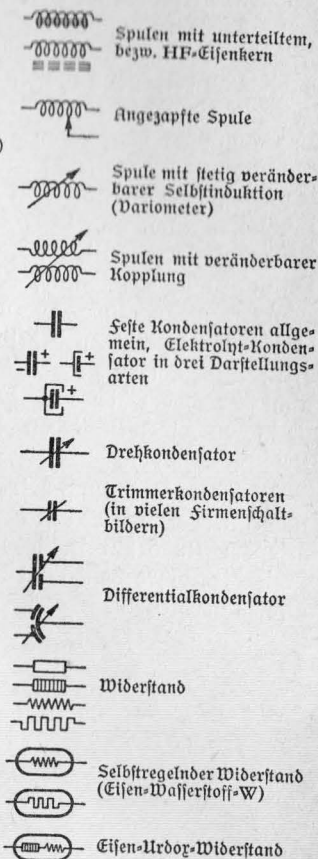 Spulen mit unterteiltem,
bezw. HF-Eisenkern
Angezapfte Spule
Spule mit stetig veränder-
barer Selbstinduktion
(Variometer)
Spulen mit veränderbarer
Kopplung
Feste Kondensatoren allge-
mein, Elektrolyt-Konden-
sator in drei Darstellungs-
arten
Drehkondensator
Trimmerkondensatoren
(in vielen Firmenschalt-
bildern)
Differentialkondensator
Widerstand
Selbstregelnder Widerstand
(Eisen-Wasserstoff-W)
Eisen-Urdox-Widerstand